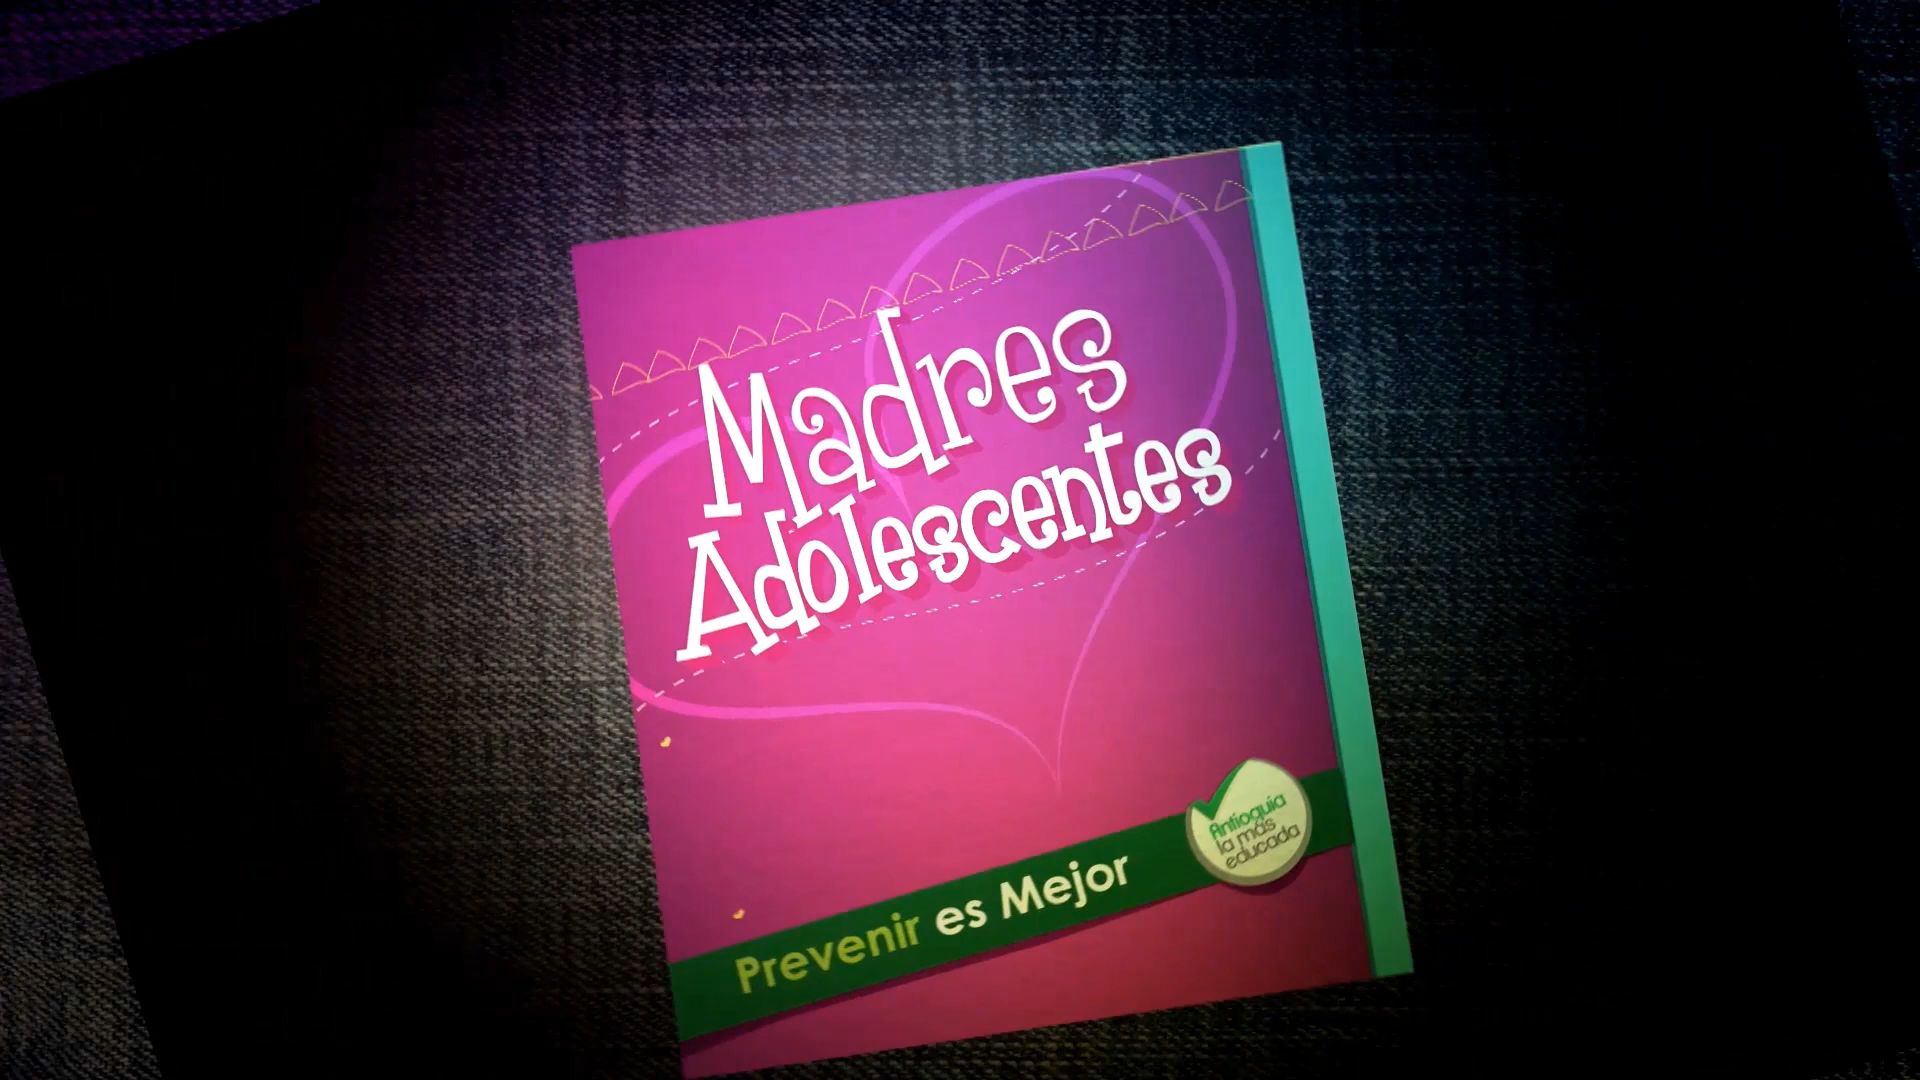 Madres
Adolescentes
Prevenir es Mejor
Antioquia
la más
educada